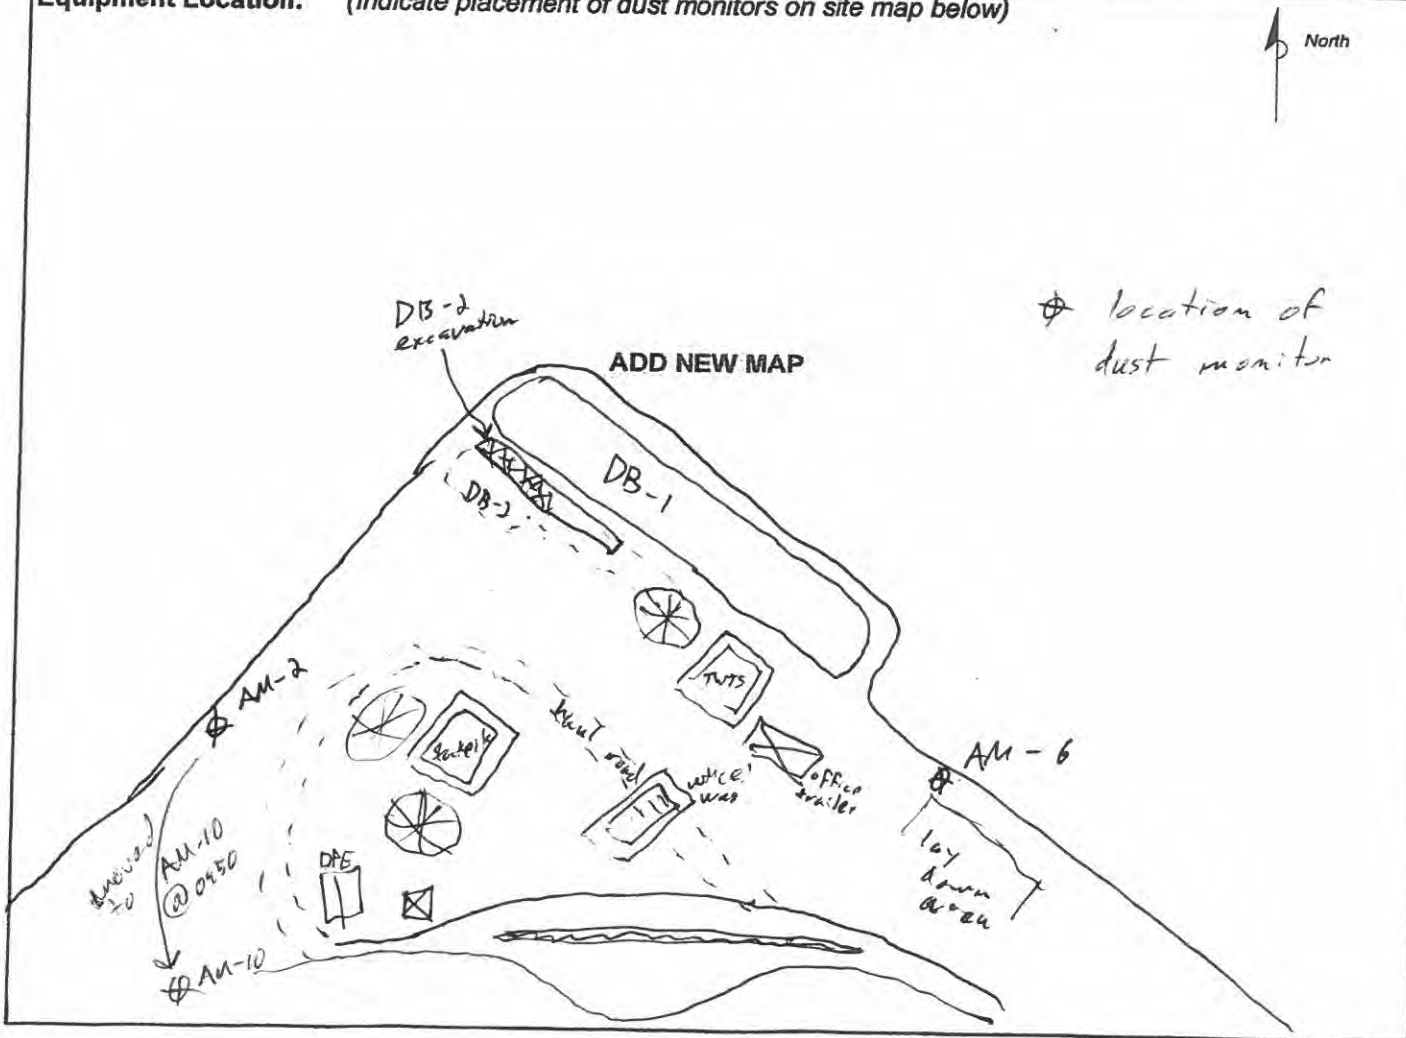 Equipment Location: (Indicate placement of dust monitors on site map below)
North
DB-2
excavation
location of
dust monitor
ADD NEW MAP
DB-1
DB-2
AM-2
TWTS
haul road
office
trailer
AM-6
lay
down
area
moved
to
AM-10
@ 0950
DPE
AM-10